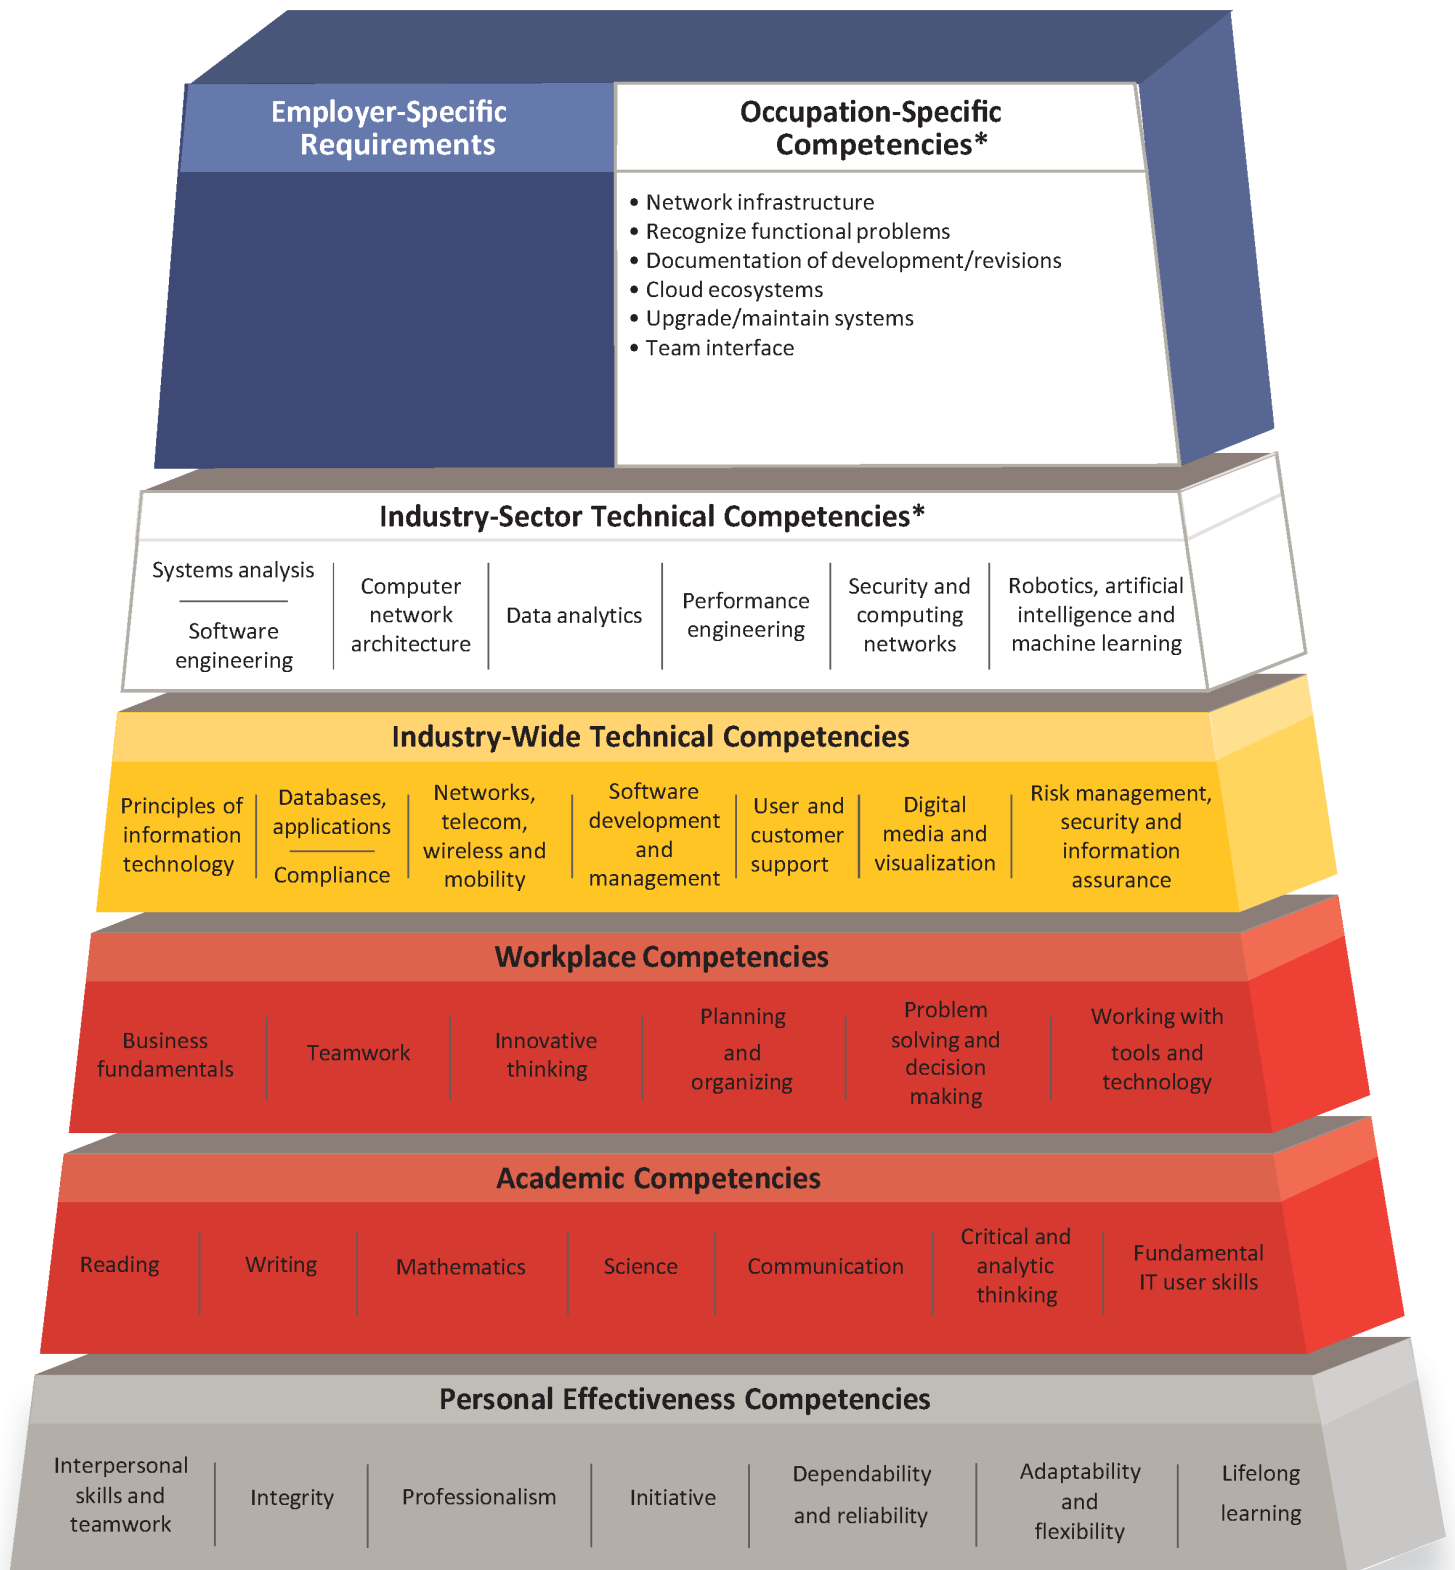 Employer-Specific
Requirements
Occupation-Specific
Competencies*
• Network infrastructure
• Recognize functional problems
• Documentation of development/revisions
• Cloud ecosystems
• Upgrade/maintain systems
• Team interface
Industry-Sector Technical Competencies*
Systems analysis
Software
engineering
Computer
network
architecture
Data analytics
Performance
engineering
Security and
computing
networks
Robotics, artificial
intelligence and
machine learning
Industry-Wide Technical Competencies
Principles of
information
technology
Databases,
applications
Compliance
Networks,
telecom,
wireless and
mobility
Software
development
and
management
User and
customer
support
Digital
media and
visualization
Risk management,
security and
information
assurance
Workplace Competencies
Business
fundamentals
Teamwork
Innovative
thinking
Planning
and
organizing
Problem
solving and
decision
making
Working with
tools and
technology
Academic Competencies
Reading
Writing
Mathematics
Science
Communication
Critical and
analytic
thinking
Fundamental
IT user skills
Personal Effectiveness Competencies
Interpersonal
skills and
teamwork
Integrity
Professionalism
Initiative
Dependability
and reliability
Adaptability
and
flexibility
Lifelong
learning